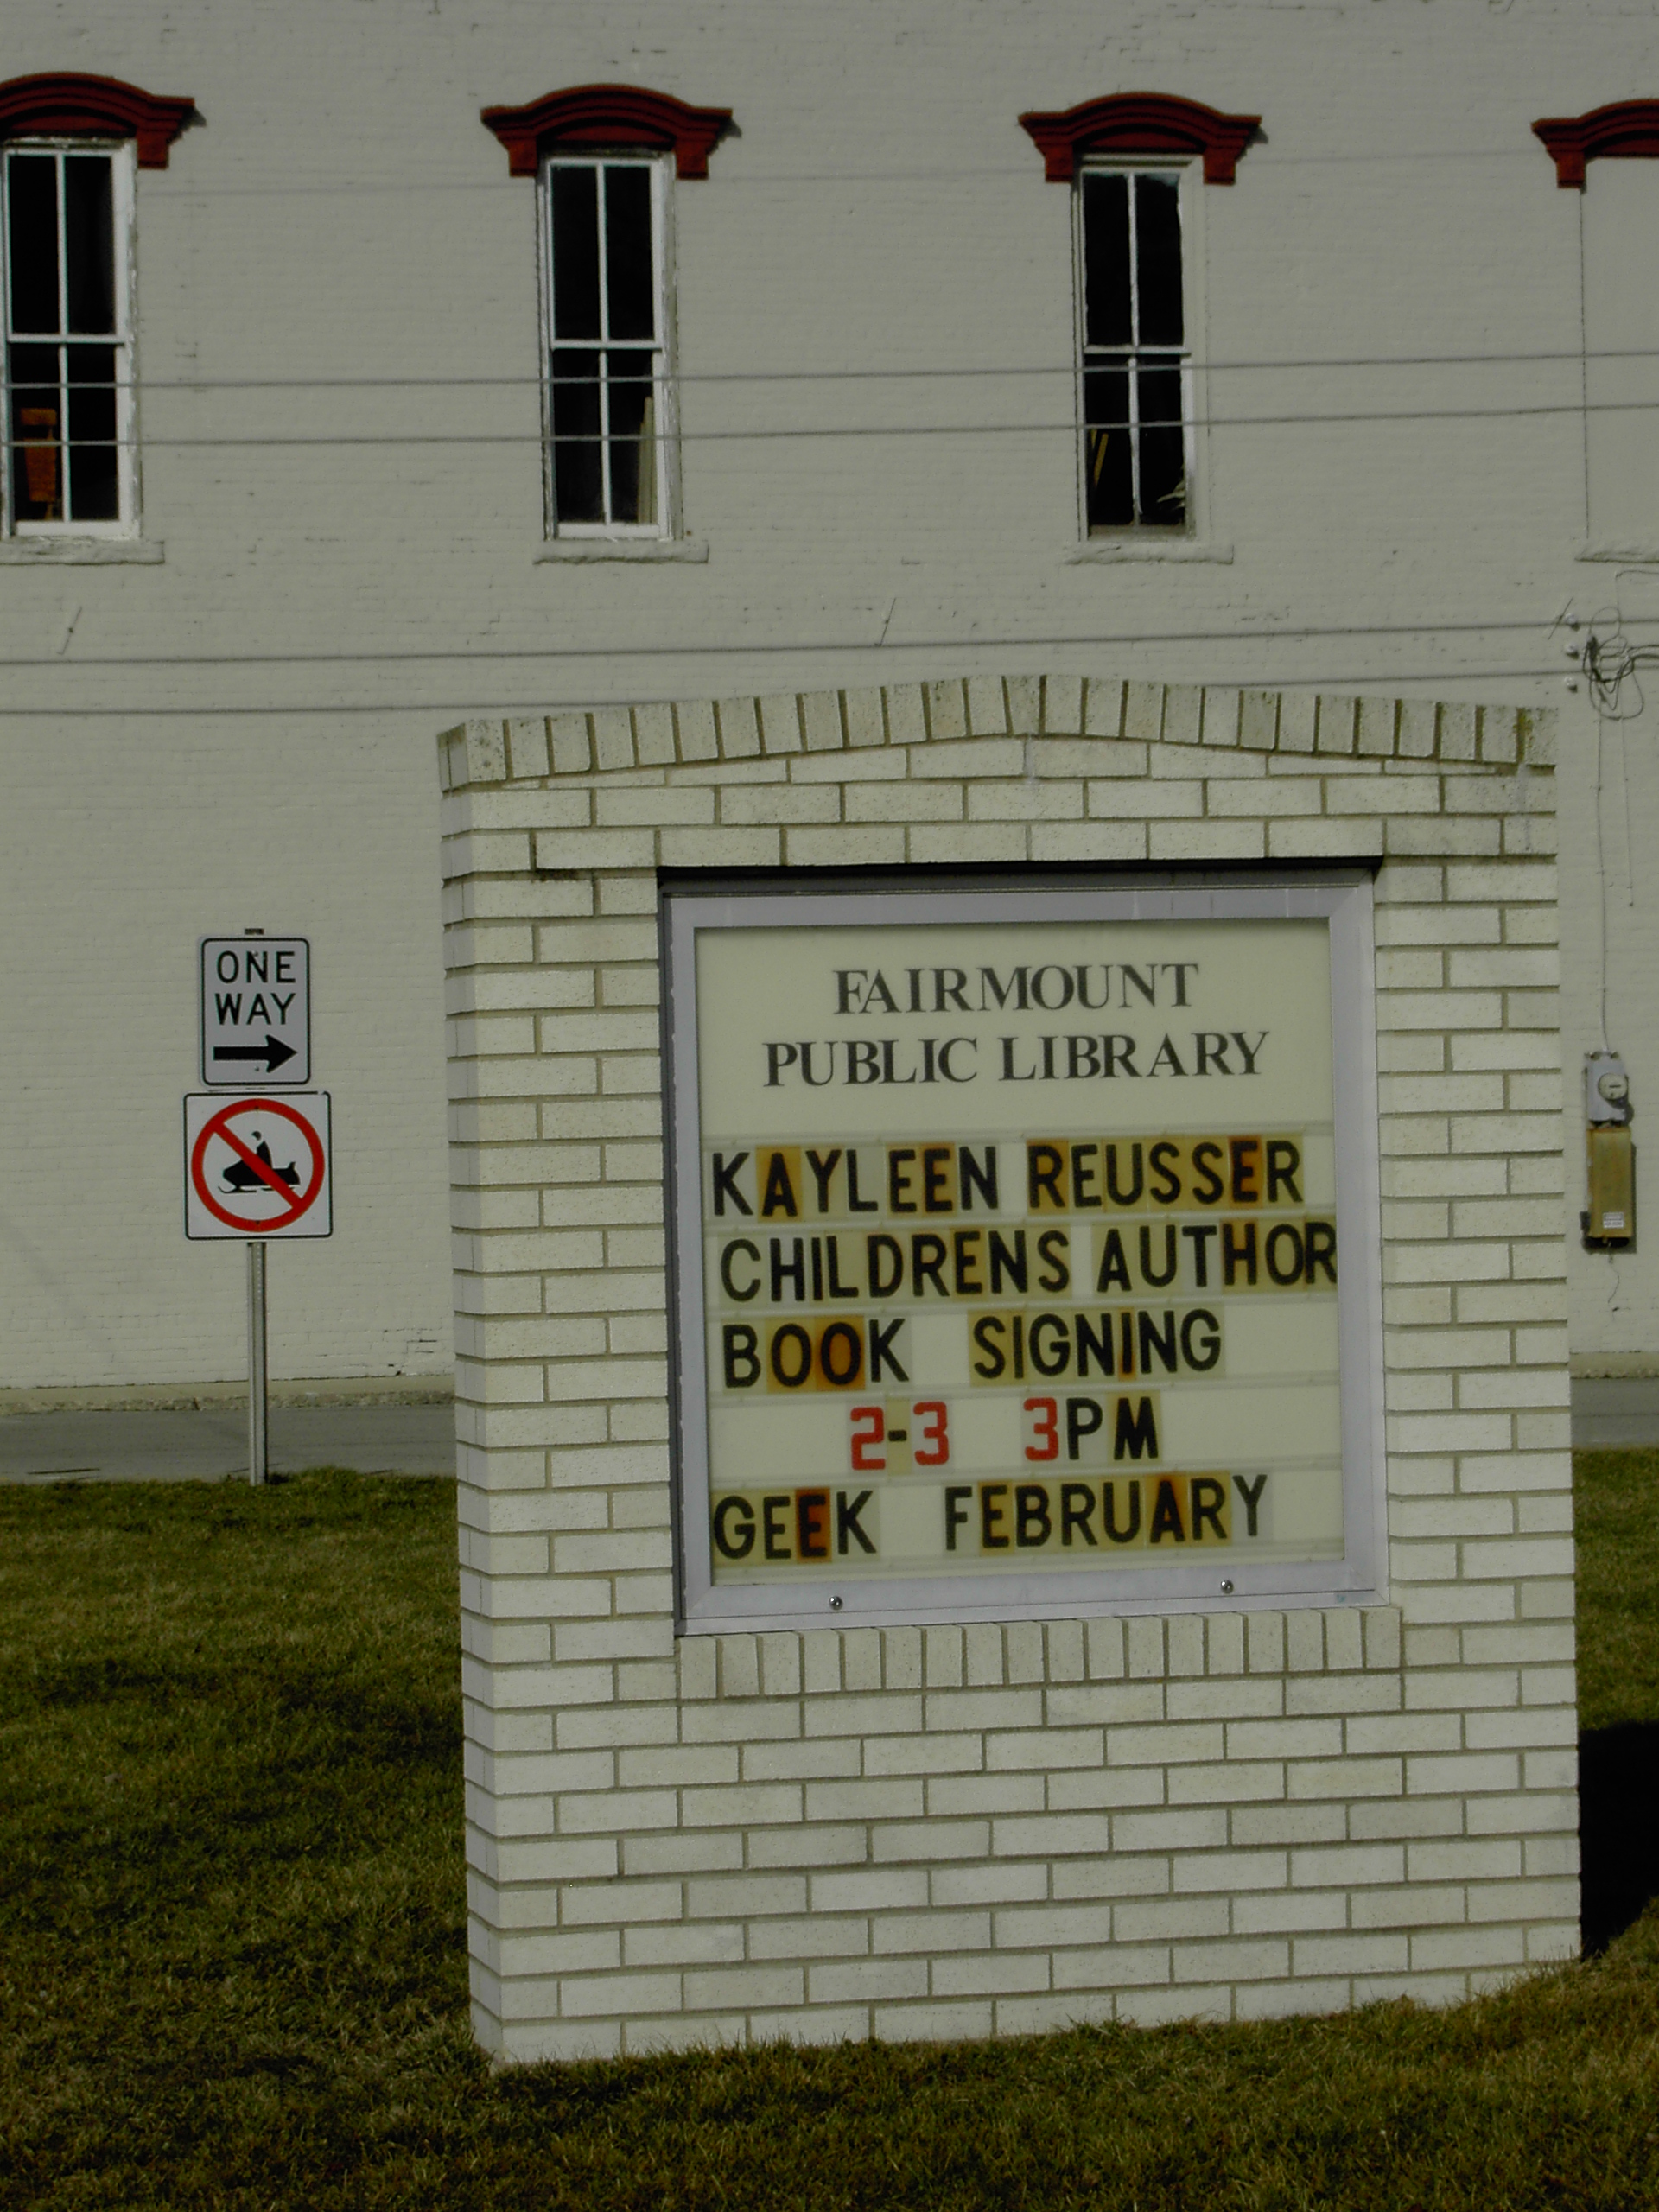 ONE
WAY
FAIRMOUNT
PUBLIC LIBRARY
KAYLEEN REUSSER
CHILDRENS AUTHOR
BOOK SIGNING
2-3 3PM
GEEK FEBRUARY